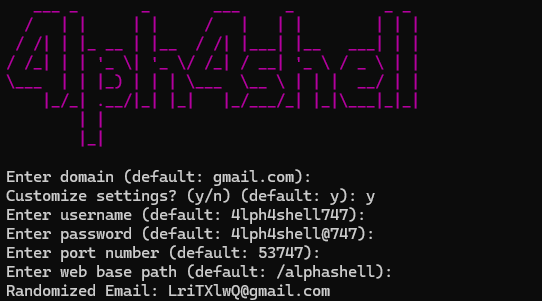 4lph4shell
Enter domain (default: gmail.com):
Customize settings? (y/n) (default: y): y
Enter username (default: 4lph4shell747):
Enter password (default: 4lph4shell@747):
Enter port number (default: 53747):
Enter web base path (default: /alphashell):
Randomized Email: LriTXlwQ@gmail.com